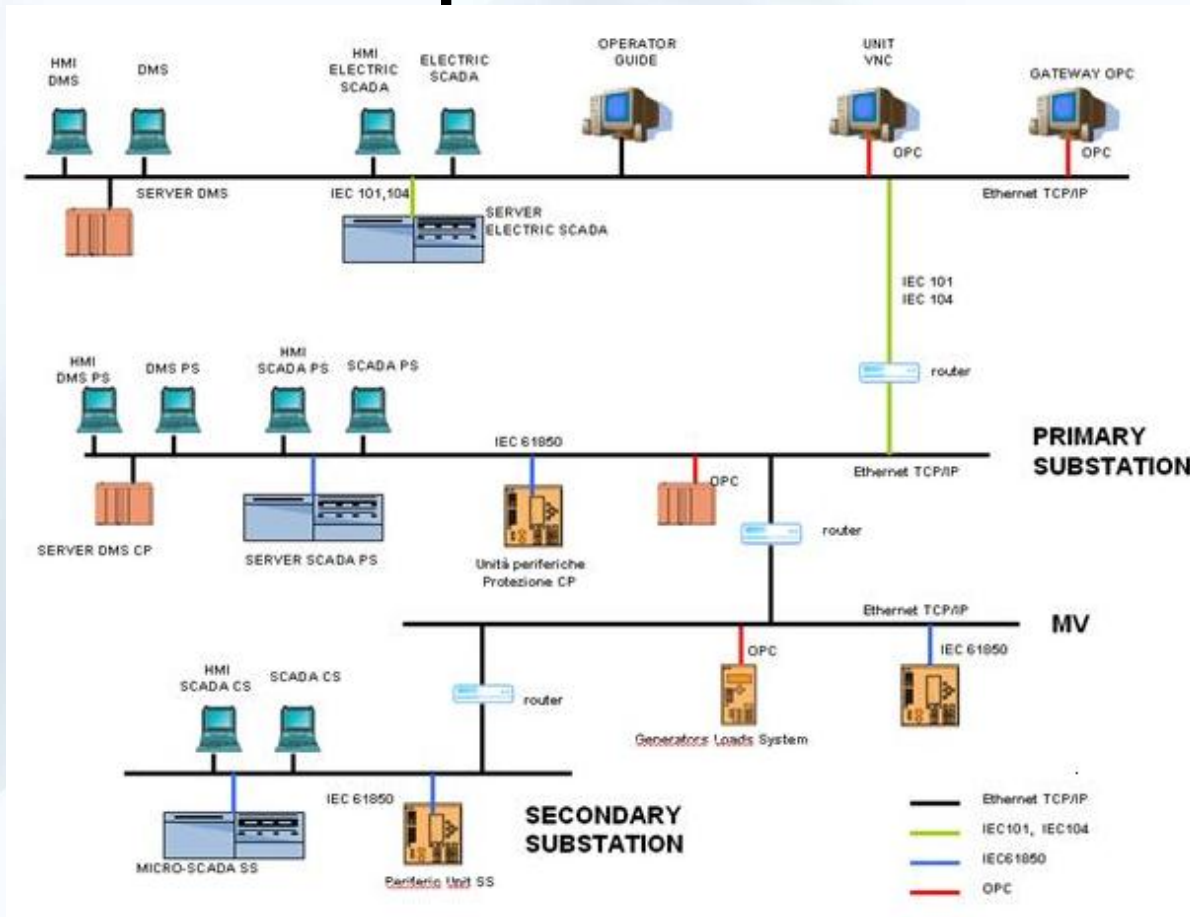 HMI
DMS
DMS
HMI
ELECTRIC
SCADA
ELECTRIC
SCADA
OPERATOR
GUIDE
UNIT
VNC
GATEWAY OPC
OPC
OPC
SERVER DMS
IEC 101,104
Ethernet TCP/IP
SERVER
ELECTRIC SCADA
IEC 101
IEC 104
router
HMI
DMS PS
DMS PS
HMI
SCADA PS
SCADA PS
IEC 61850
PRIMARY
SUBSTATION
Ethernet TCP/IP
OPC
router
SERVER DMS CP
SERVER SCADA PS
Unità periferiche
Protezione CP
Ethernet TCP/IP
MV
OPC
IEC 61850
HMI
SCADA CS
SCADA CS
router
Generators Loads System
IEC 61850
SECONDARY
SUBSTATION
MICRO-SCADA SS
Periferio Unit SS
Ethernet TCP/IP
IEC101, IEC104
IEC61850
OPC